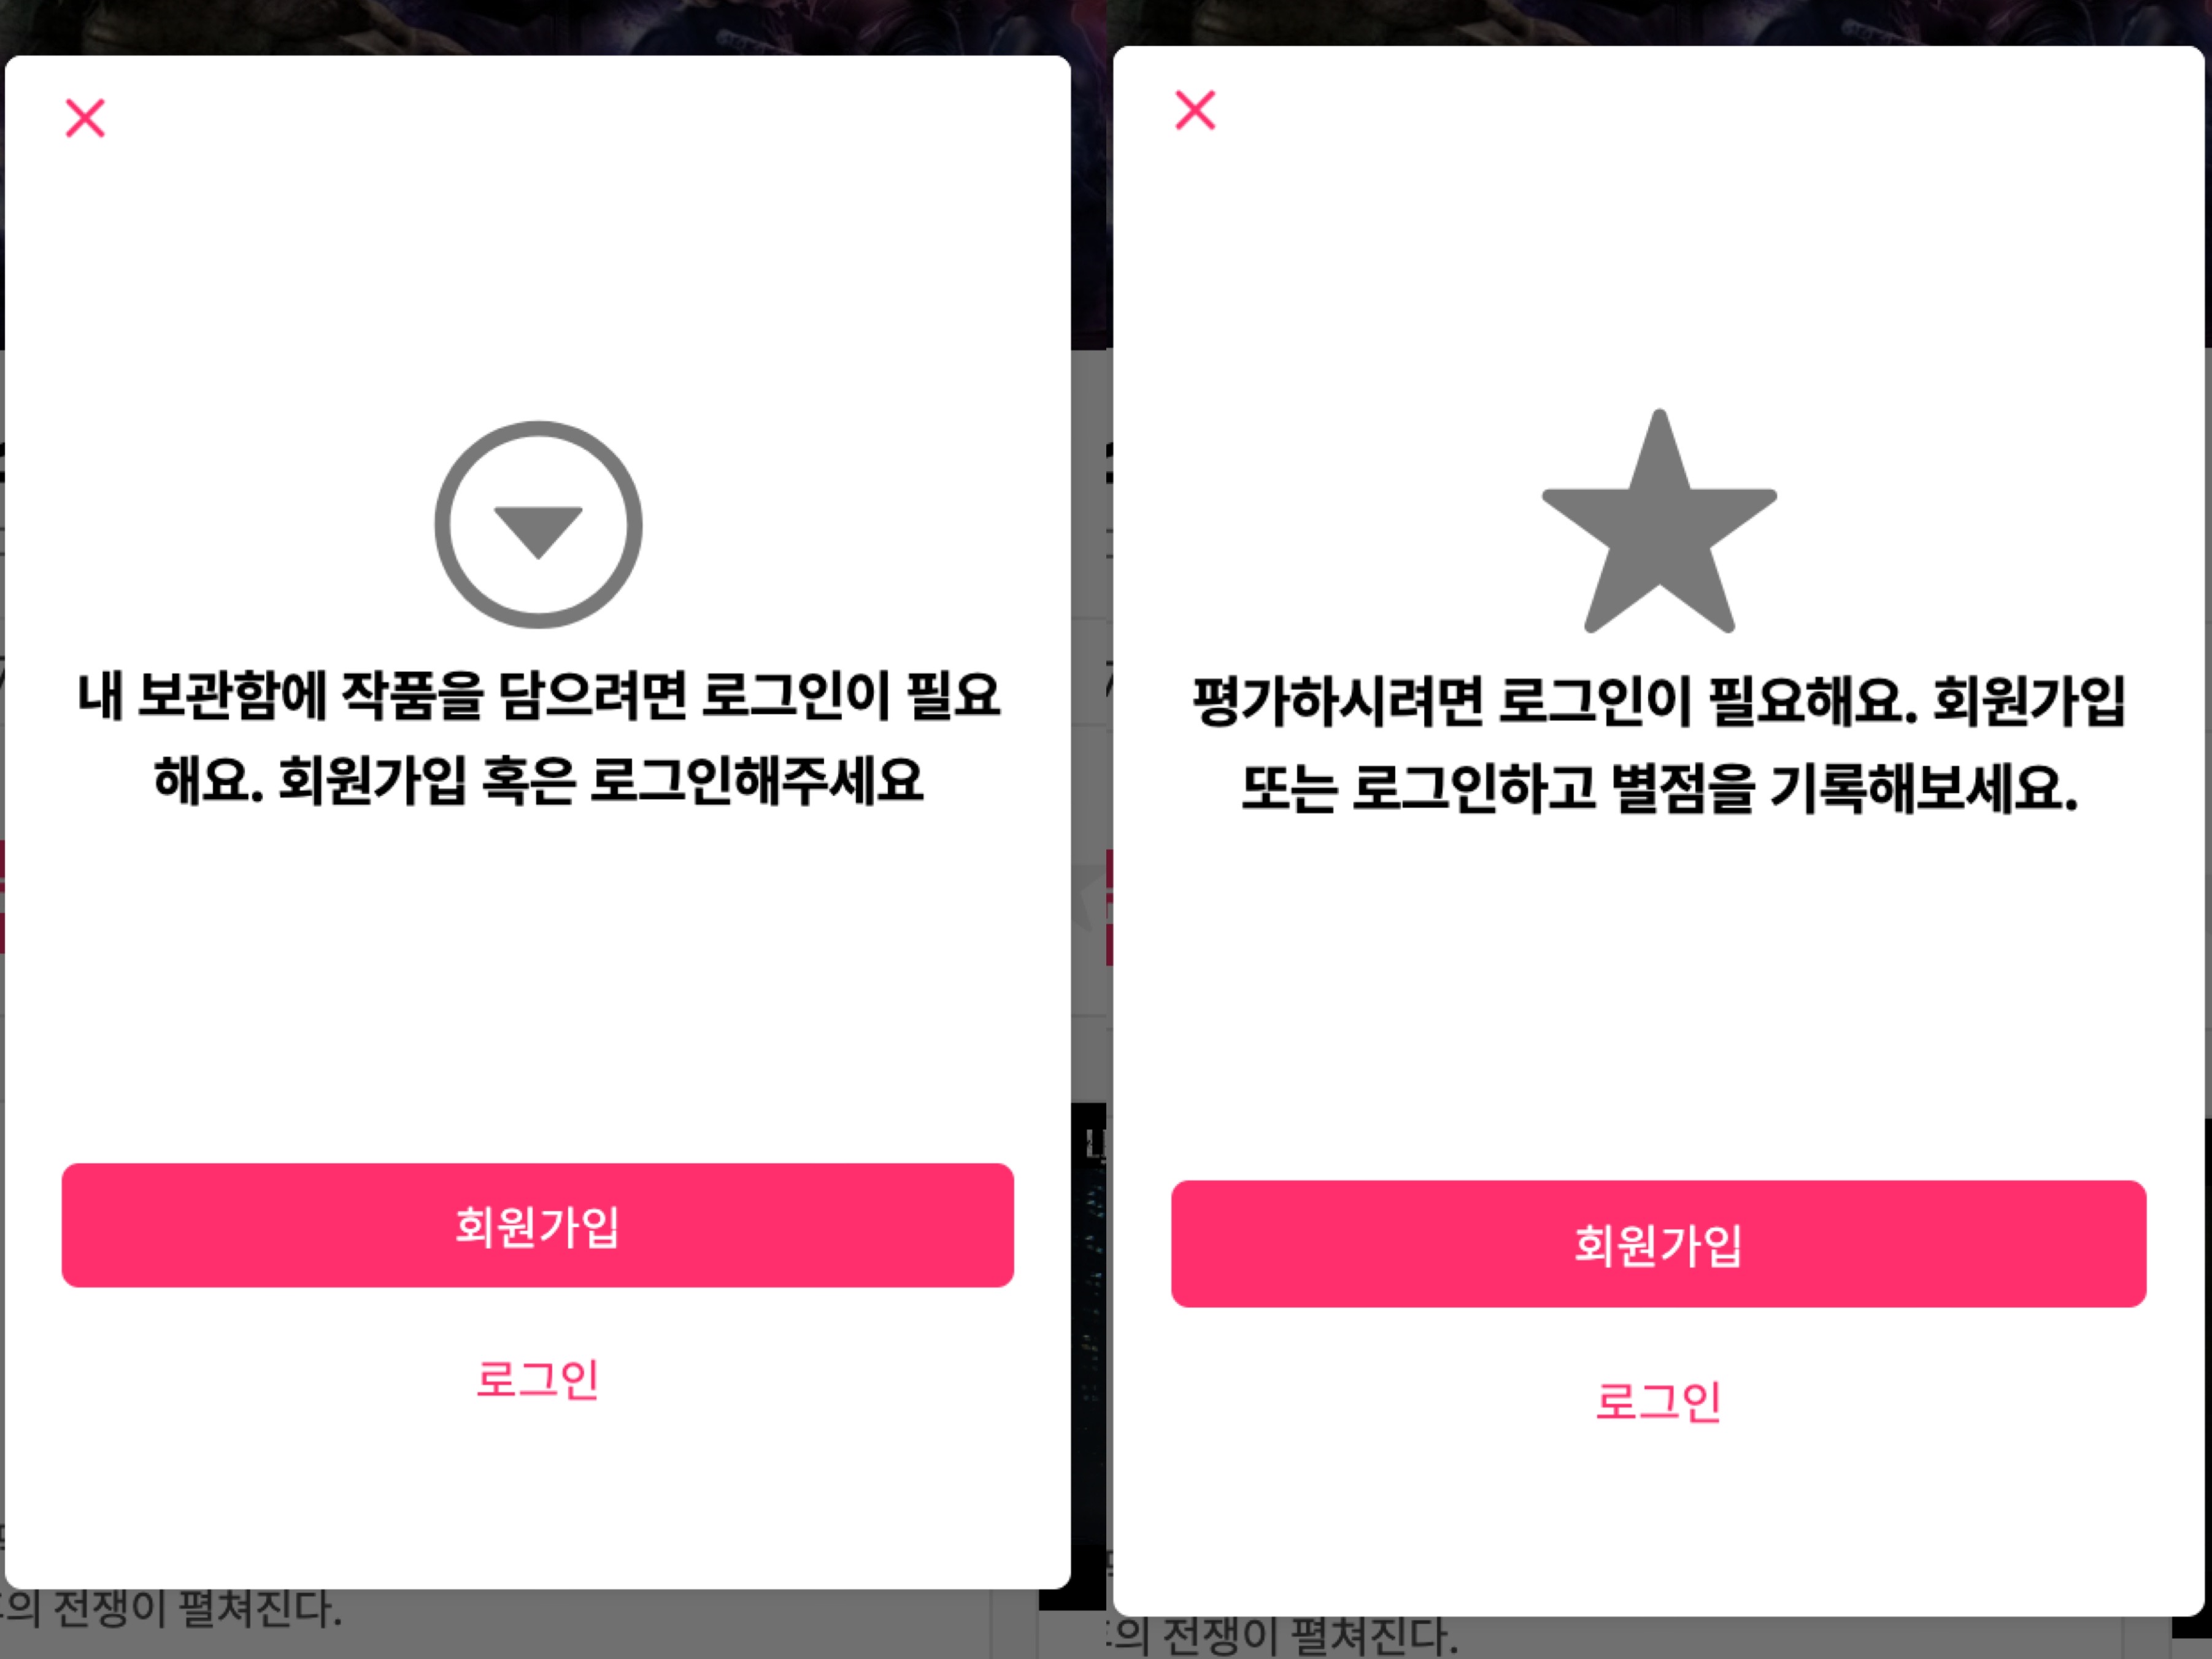 내 보관함에 작품을 담으려면 로그인이 필요
해요. 회원가입 혹은 로그인해주세요
회원가입
로그인
의 전쟁이 펼쳐진다.
평가하시려면 로그인이 필요해요. 회원가입
또는 로그인하고 별점을 기록해보세요.
회원가입
로그인
의 전쟁이 펼쳐진다.